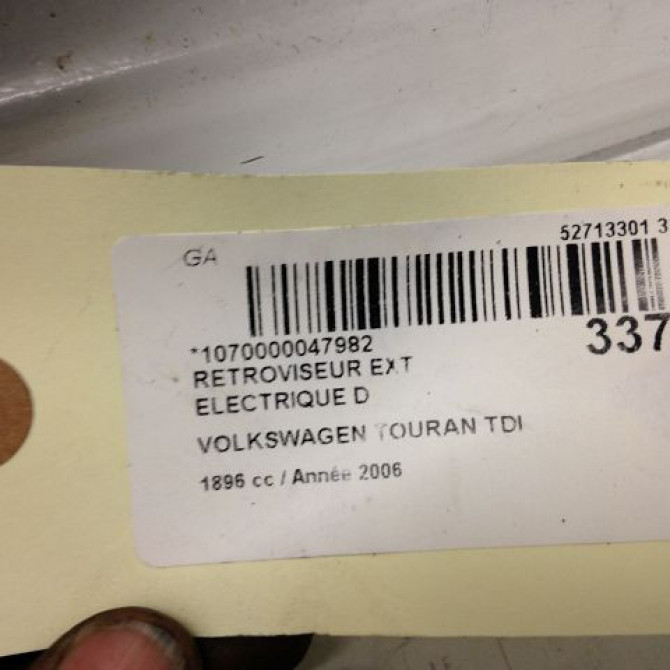 GA
52713301 3
*1070000047982
337
RETROVISEUR EXT
ELECTRIQUE D
VOLKSWAGEN TOURAN TDI
1896 cc / Année 2006